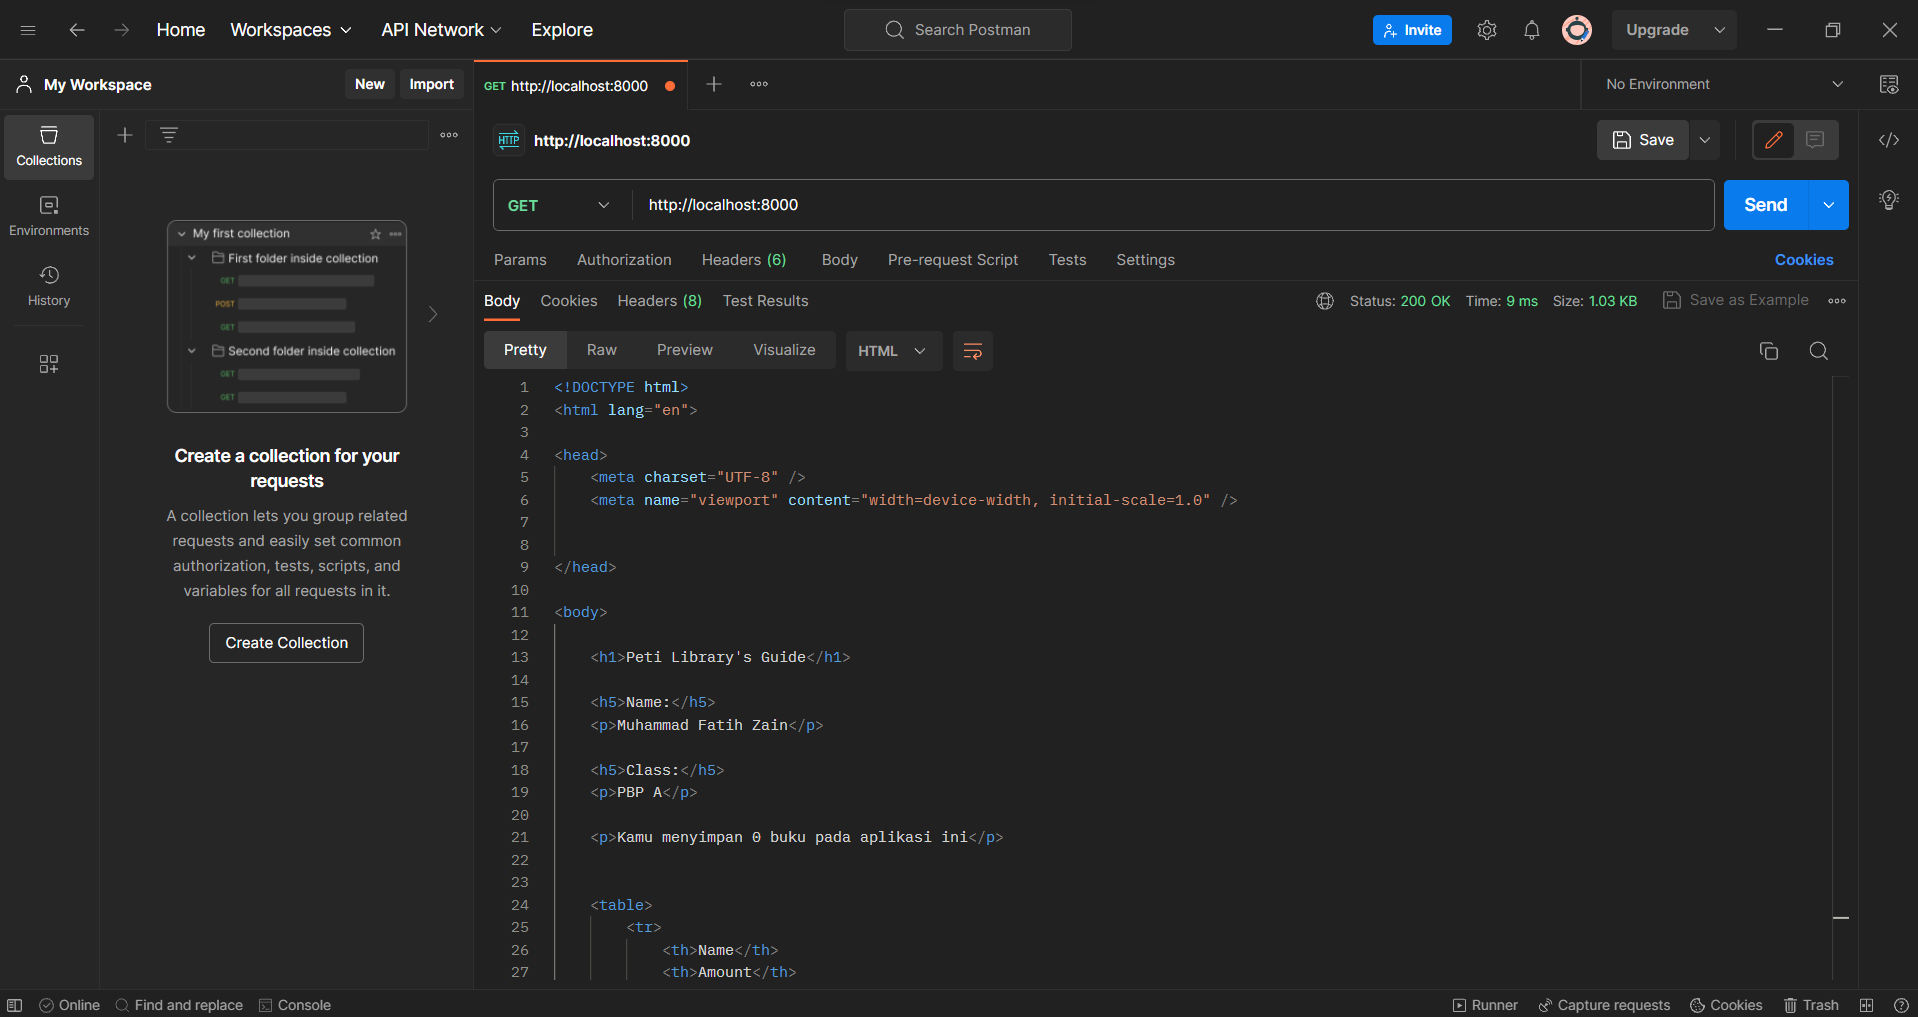 Home Workspaces API Network Explore Search Postman Invite Upgrade
My Workspace New Import GET http://localhost:8000 No Environment
HTTP http://localhost:8000 Save
Collections
Environments
History
My first collection
First folder inside collection
GET
POST
GET
Second folder inside collection
GET
GET
Create a collection for your
requests
A collection lets you group related
requests and easily set common
authorization, tests, scripts, and
variables for all requests in it.
Create Collection
GET http://localhost:8000 Send
Params Authorization Headers (6) Body Pre-request Script Tests Settings Cookies
Body Cookies Headers (8) Test Results Status: 200 OK Time: 9 ms Size: 1.03 KB Save as Example
Pretty Raw Preview Visualize HTML
1 <!DOCTYPE html>
2 <html lang="en">
3
4 <head>
5 <meta charset="UTF-8" />
6 <meta name="viewport" content="width=device-width, initial-scale=1.0" />
7
8
9 </head>
10
11 <body>
12
13 <h1>Peti Library's Guide</h1>
14
15 <h5>Name:</h5>
16 <p>Muhammad Fatih Zain</p>
17
18 <h5>Class:</h5>
19 <p>PBP A</p>
20
21 <p>Kamu menyimpan 0 buku pada aplikasi ini</p>
22
23
24 <table>
25 <tr>
26 <th>Name</th>
27 <th>Amount</th>
Online Find and replace Console Runner Capture requests Cookies Trash